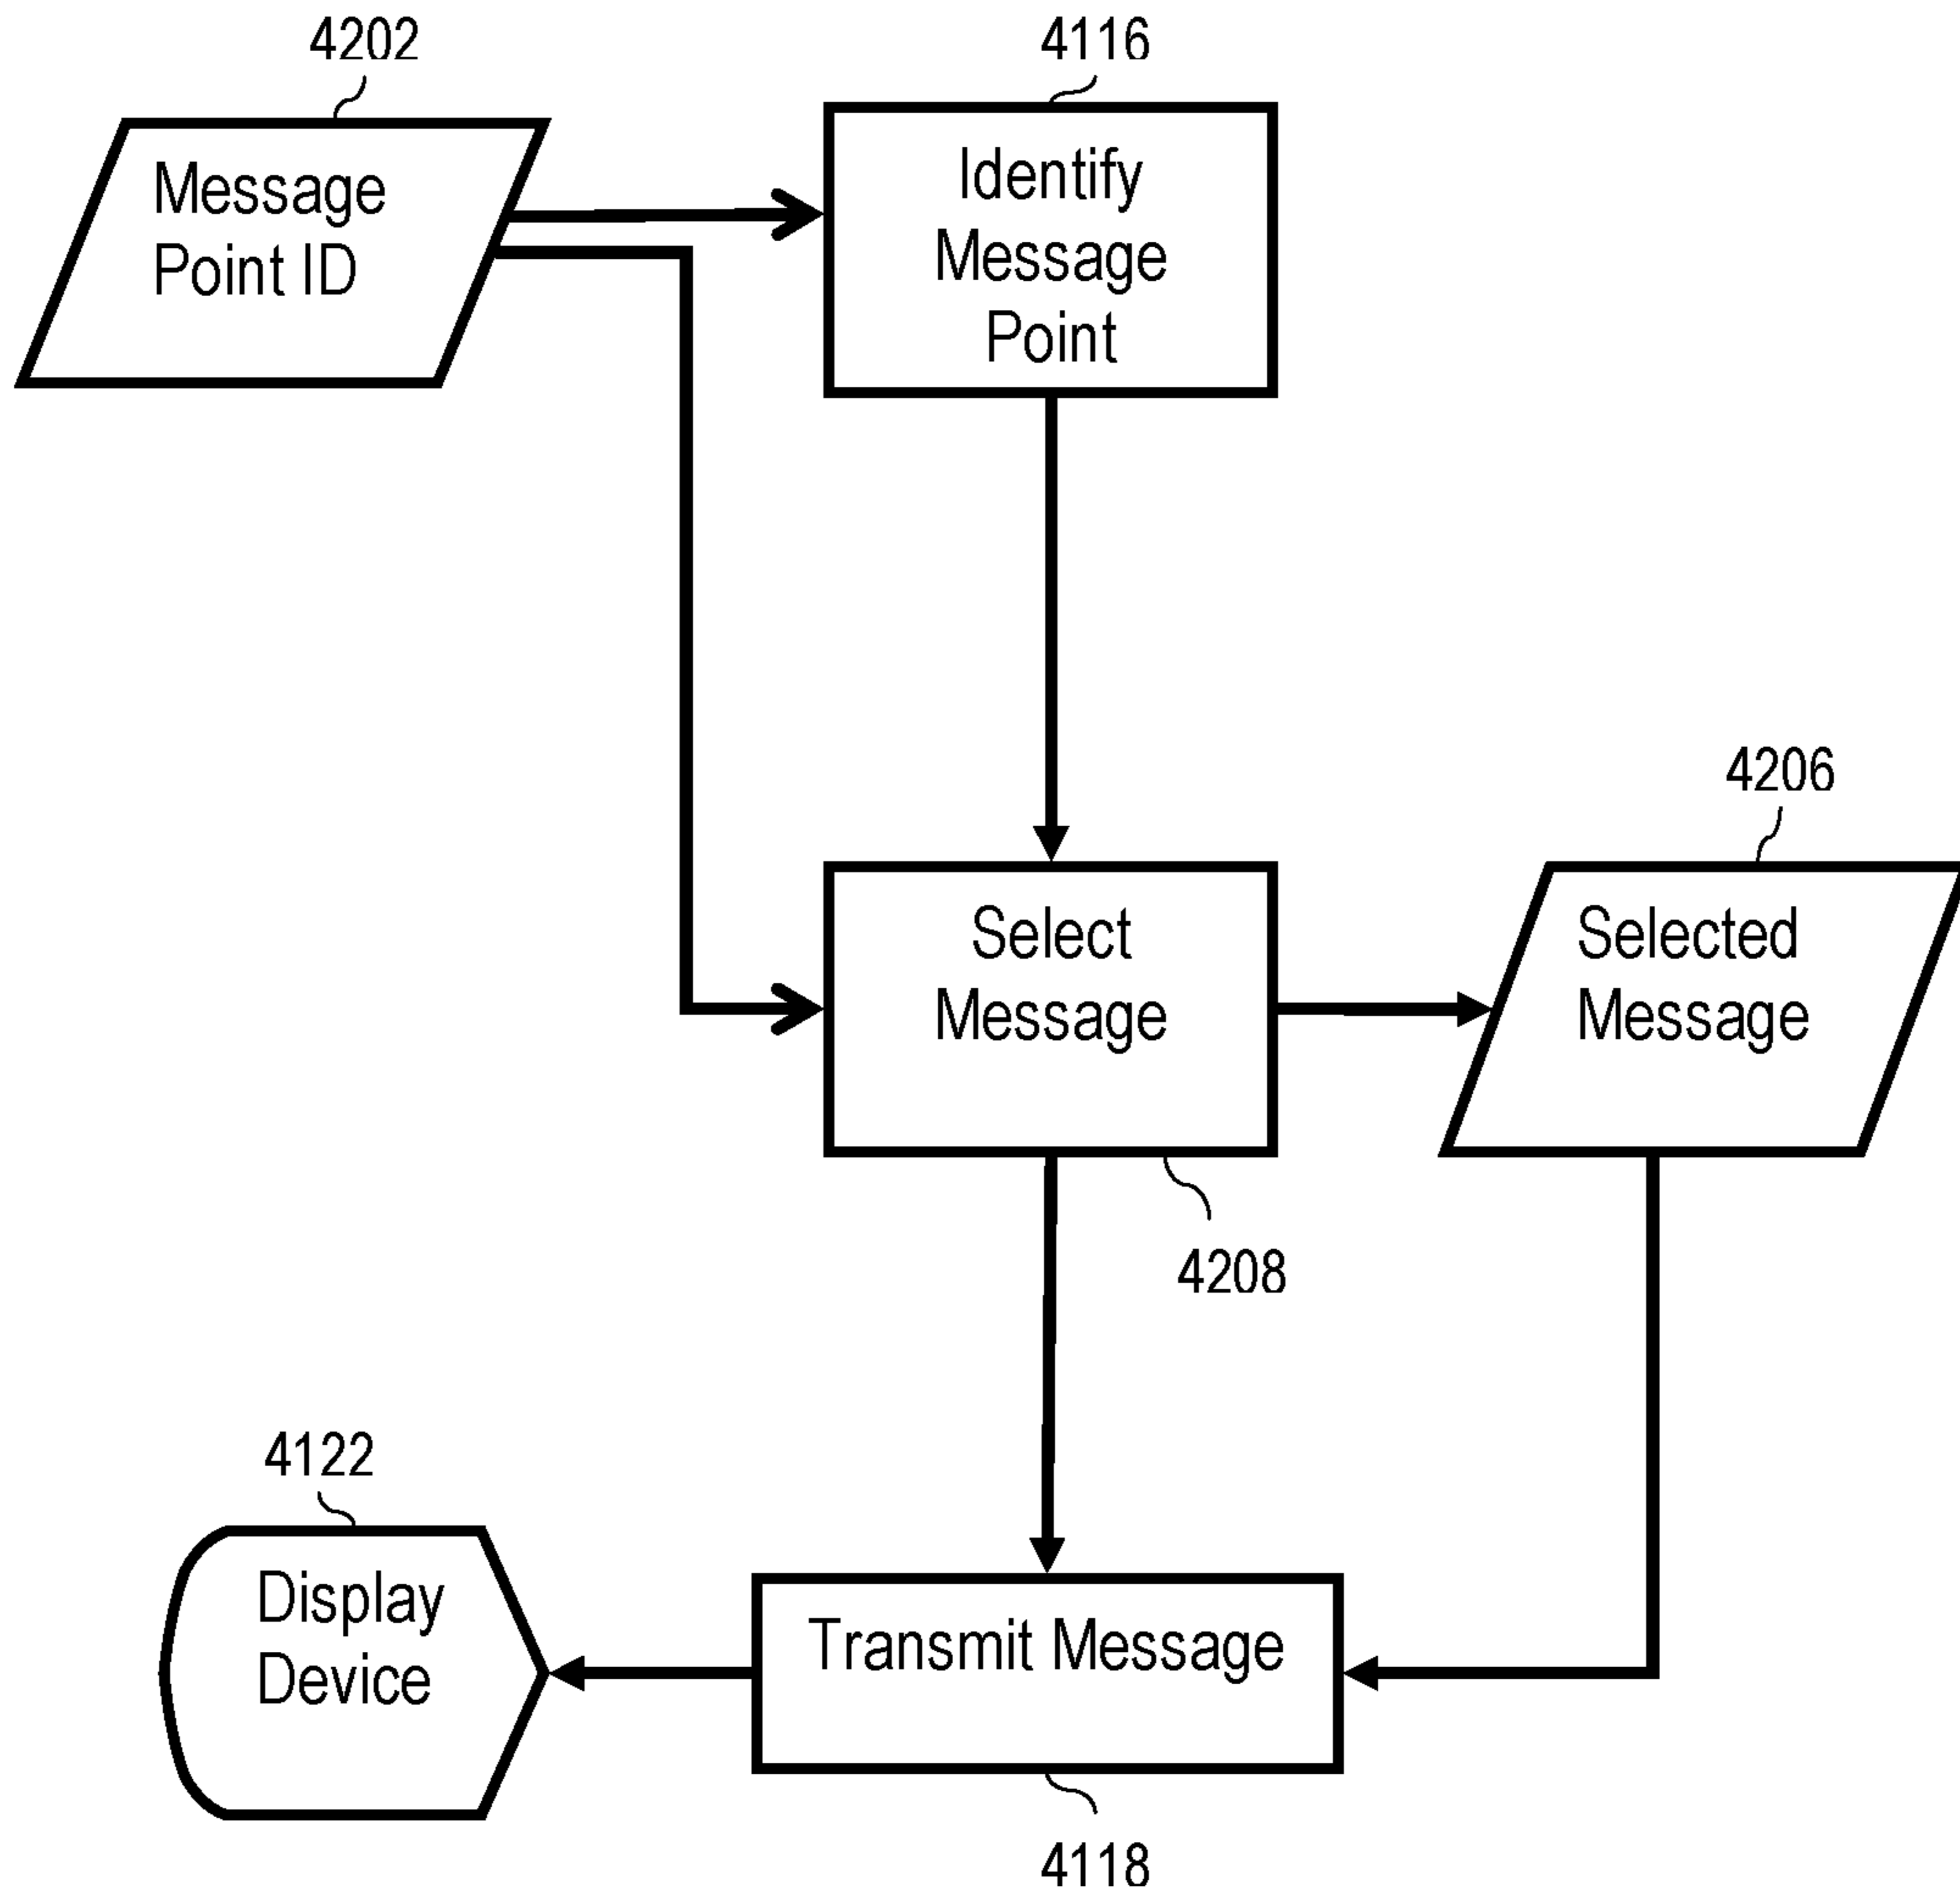 4202
4116
Message
Point ID
Identify
Message
Point
4206
Select
Message
Selected
Message
4208
4122
Display
Device
Transmit Message
4118